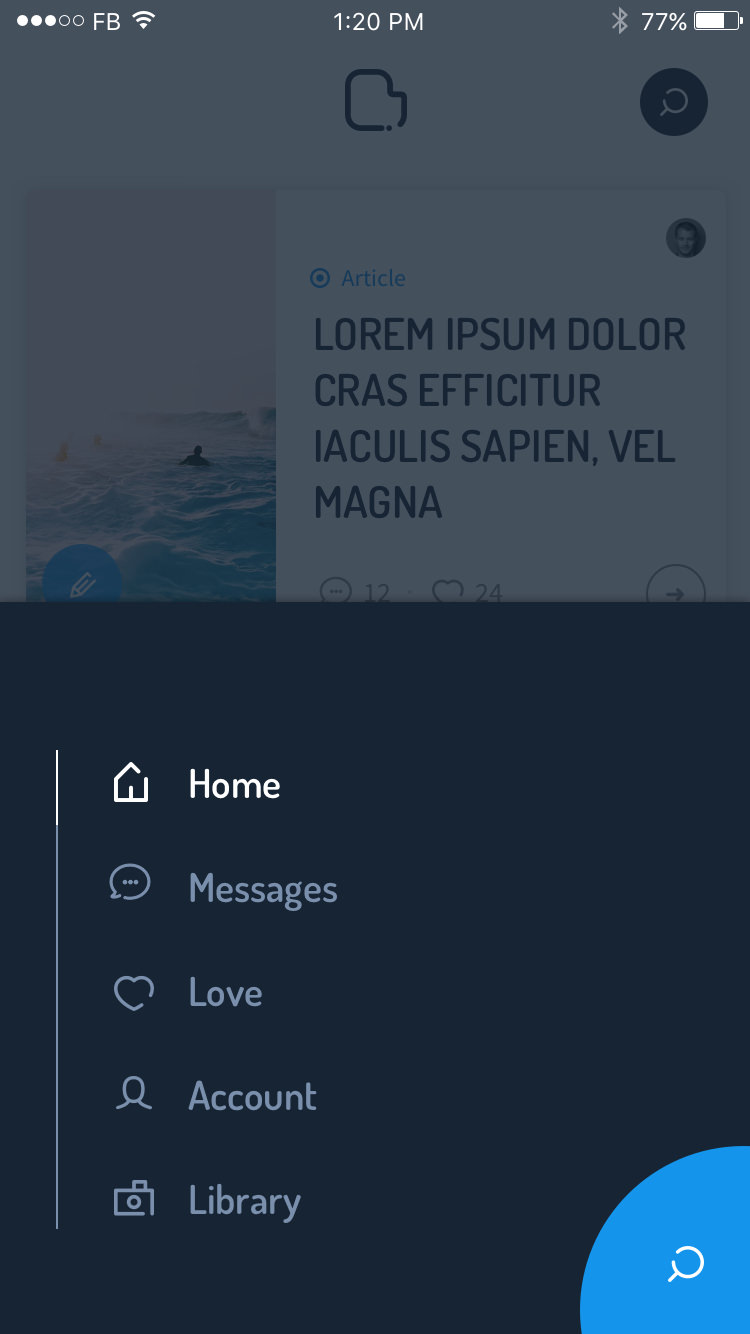 FB 1:20 PM 77%
Article
LOREM IPSUM DOLOR
CRAS EFFICITUR
IACULIS SAPIEN, VEL
MAGNA
12 · 24
Home
Messages
Love
Account
Library